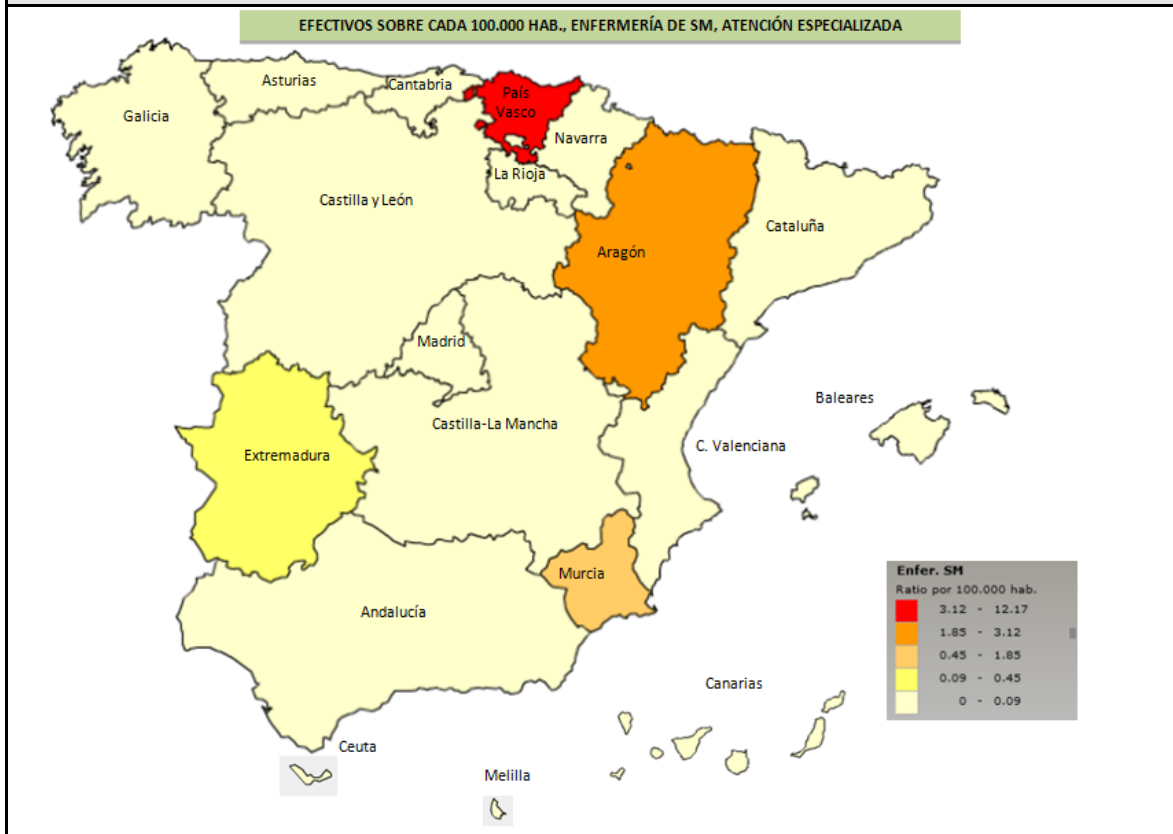 EFECTIVOS SOBRE CADA 100.000 HAB., ENFERMERÍA DE SM, ATENCIÓN ESPECIALIZADA
Asturias
Cantabria
País
Vasco
Galicia
Navarra
La Rioja
Castilla y León
Cataluña
Aragón
Madrid
Baleares
Castilla-La Mancha
C. Valenciana
Extremadura
Murcia
Andalucía
Enfer. SM
Ratio por 100.000 hab.
3.12 - 12.17
1.85 - 3.12
0.45 - 1.85
0.09 - 0.45
0 - 0.09
Canarias
Ceuta
Melilla